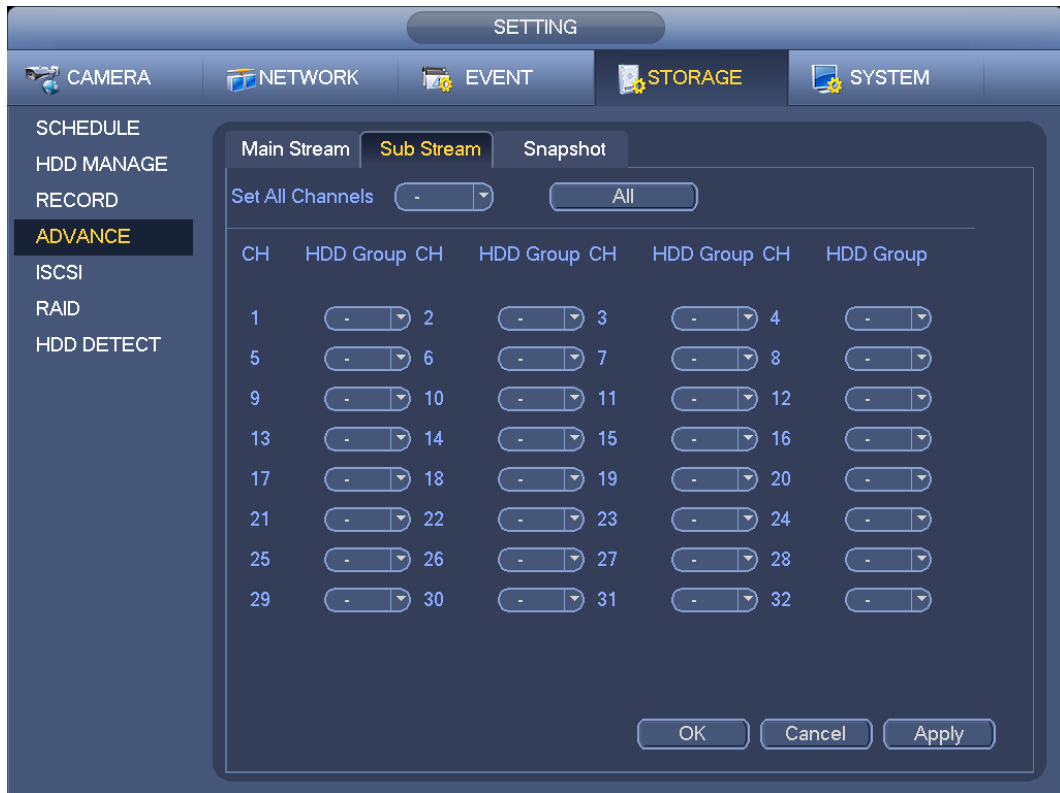 SETTING
CAMERA NETWORK EVENT STORAGE SYSTEM
SCHEDULE
HDD MANAGE
RECORD
ADVANCE
ISCSI
RAID
HDD DETECT
Main Stream Sub Stream Snapshot
Set All Channels - All
CH HDD Group CH HDD Group CH HDD Group CH HDD Group
1 - 2 - 3 - 4 -
5 - 6 - 7 - 8 -
9 - 10 - 11 - 12 -
13 - 14 - 15 - 16 -
17 - 18 - 19 - 20 -
21 - 22 - 23 - 24 -
25 - 26 - 27 - 28 -
29 - 30 - 31 - 32 -
OK Cancel Apply